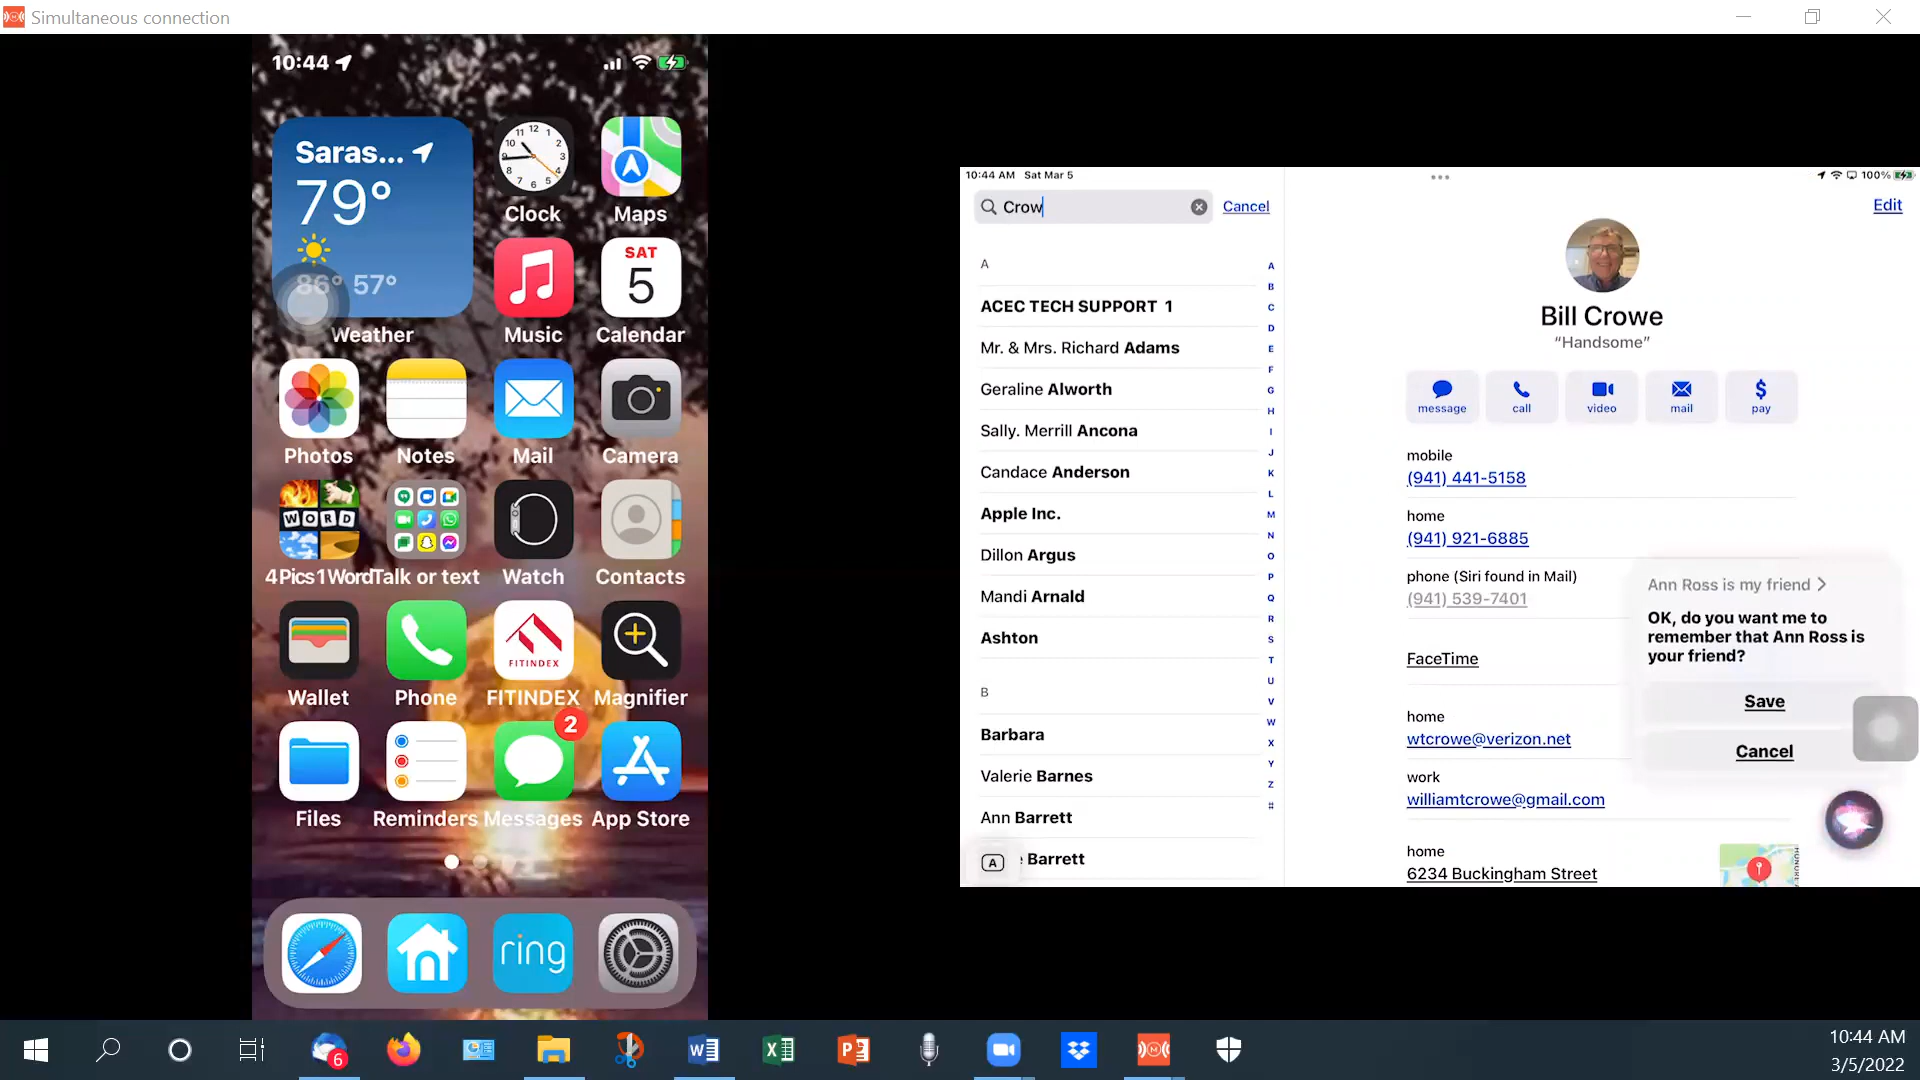 Simultaneous connection
10:44
Saras...
79°
86° 57°
Weather
Clock
Maps
Music
SAT
5
Calendar
Photos
Notes
Mail
Camera
WORD
4Pics1Word
Talk or text
Watch
Contacts
Wallet
Phone
FITINDEX
FITINDEX
Magnifier
2
Files
Reminders
Messages
App Store
ring
10:44 AM Sat Mar 5
100%
Crow
Cancel
A
ACEC TECH SUPPORT 1
Mr. & Mrs. Richard Adams
Geraline Alworth
Sally. Merrill Ancona
Candace Anderson
Apple Inc.
Dillon Argus
Mandi Arnald
Ashton
B
Barbara
Valerie Barnes
Ann Barrett
Barrett
A
A
B
C
D
E
F
G
H
I
J
K
L
M
N
O
P
Q
R
S
T
U
V
W
X
Y
Z
#
Edit
Bill Crowe
“Handsome”
message
call
video
mail
$
pay
mobile
(941) 441-5158
home
(941) 921-6885
phone (Siri found in Mail)
(941) 539-7401
FaceTime
home
wtcrowe@verizon.net
work
williamtcrowe@gmail.com
home
6234 Buckingham Street
Ann Ross is my friend >
OK, do you want me to
remember that Ann Ross is
your friend?
Save
Cancel
6
10:44 AM
3/5/2022